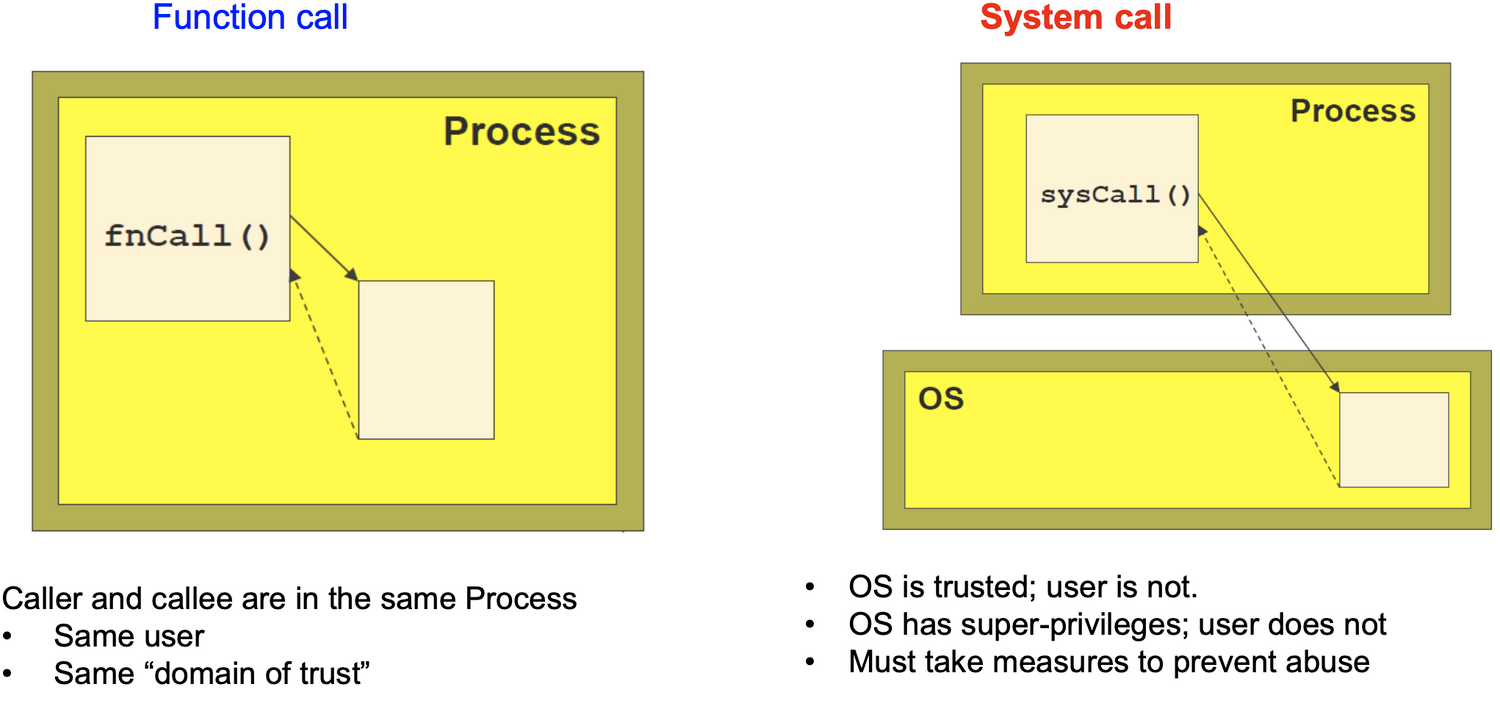 Function call
Process
fnCall()
Caller and callee are in the same Process
• Same user
• Same “domain of trust”
System call
Process
sysCall()
OS
• OS is trusted; user is not.
• OS has super-privileges; user does not
• Must take measures to prevent abuse